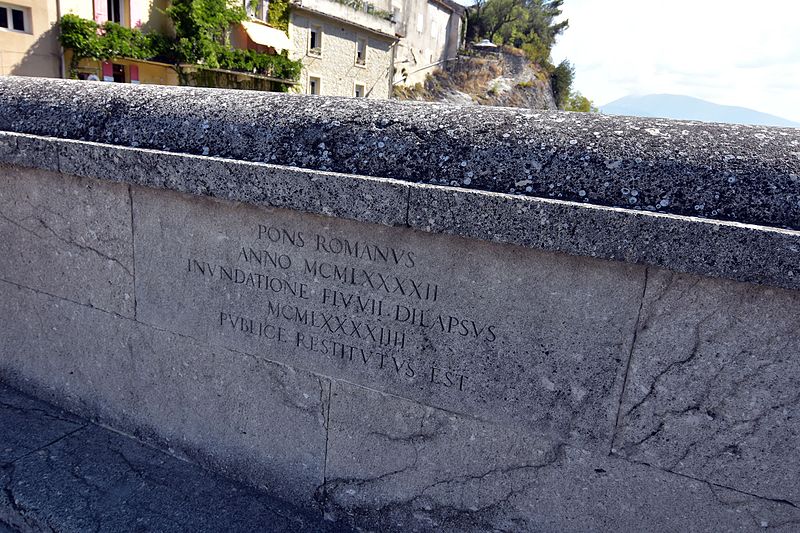 PONS ROMANVS
ANNO MCMLXXXXII
INVNDATIONE FLVVII DILAPSVS
MCMLXXXXIIII
PVBLICE RESTITVTVS EST